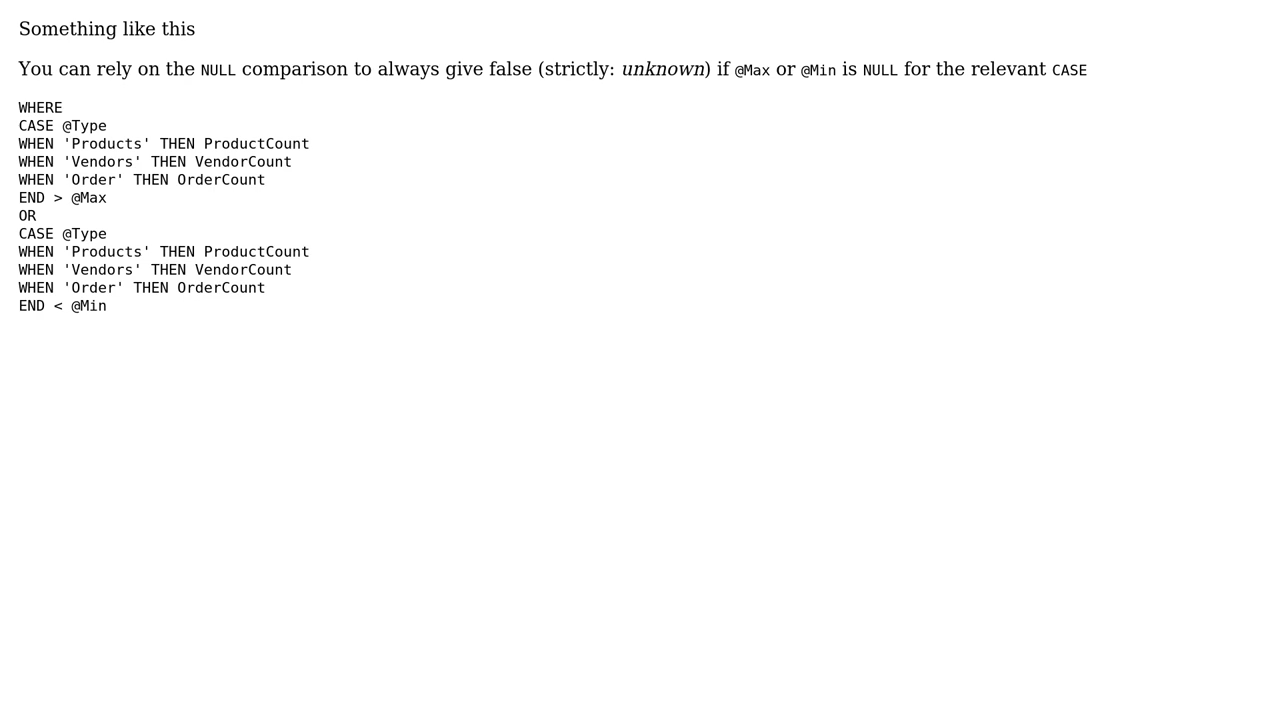 Something like this
You can rely on the NULL comparison to always give false (strictly: unknown) if @Max or @Min is NULL for the relevant CASE
WHERE
CASE @Type
WHEN 'Products' THEN ProductCount
WHEN 'Vendors' THEN VendorCount
WHEN 'Order' THEN OrderCount
END > @Max
OR
CASE @Type
WHEN 'Products' THEN ProductCount
WHEN 'Vendors' THEN VendorCount
WHEN 'Order' THEN OrderCount
END < @Min